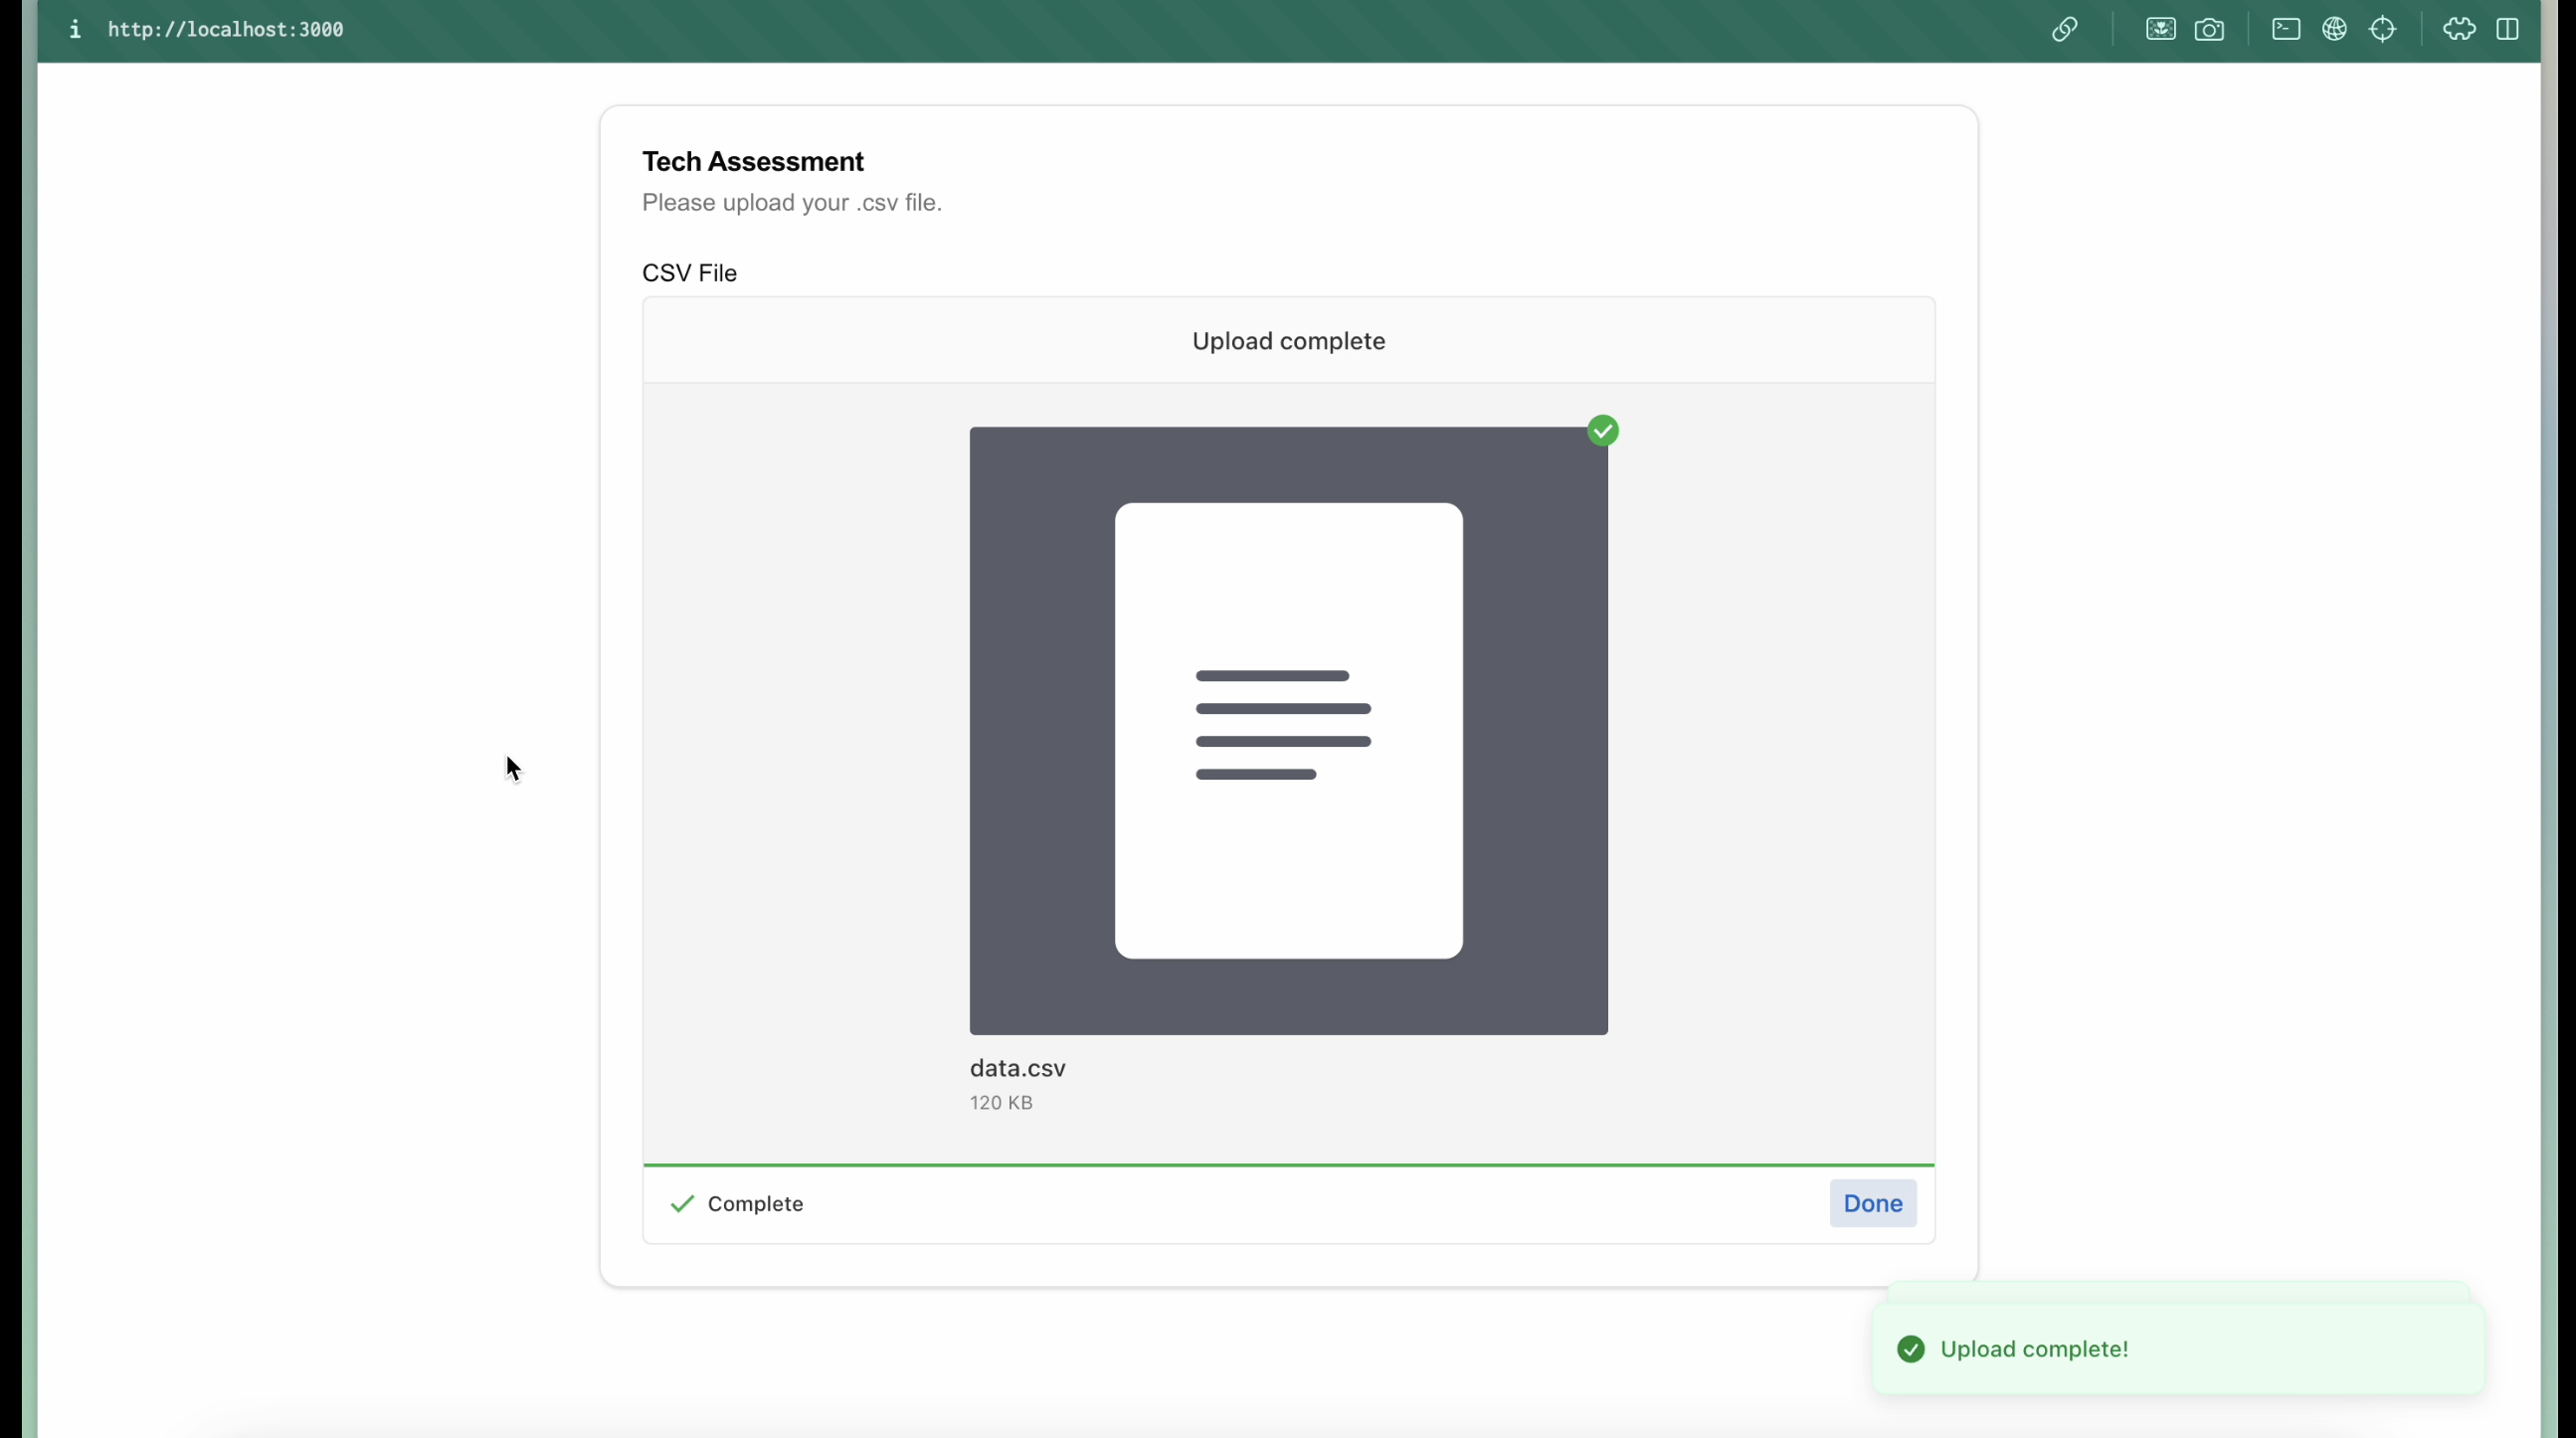 http://localhost:3000
Tech Assessment
Please upload your .csv file.
CSV File
Upload complete
data.csv
120 KB
Complete
Done
Upload complete!